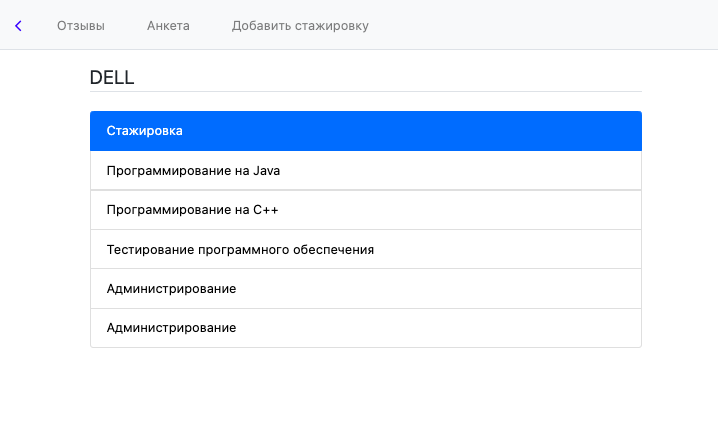 Отзывы Анкета Добавить стажировку
DELL
Стажировка
Программирование на Java
Программирование на C++
Тестирование программного обеспечения
Администрирование
Администрирование